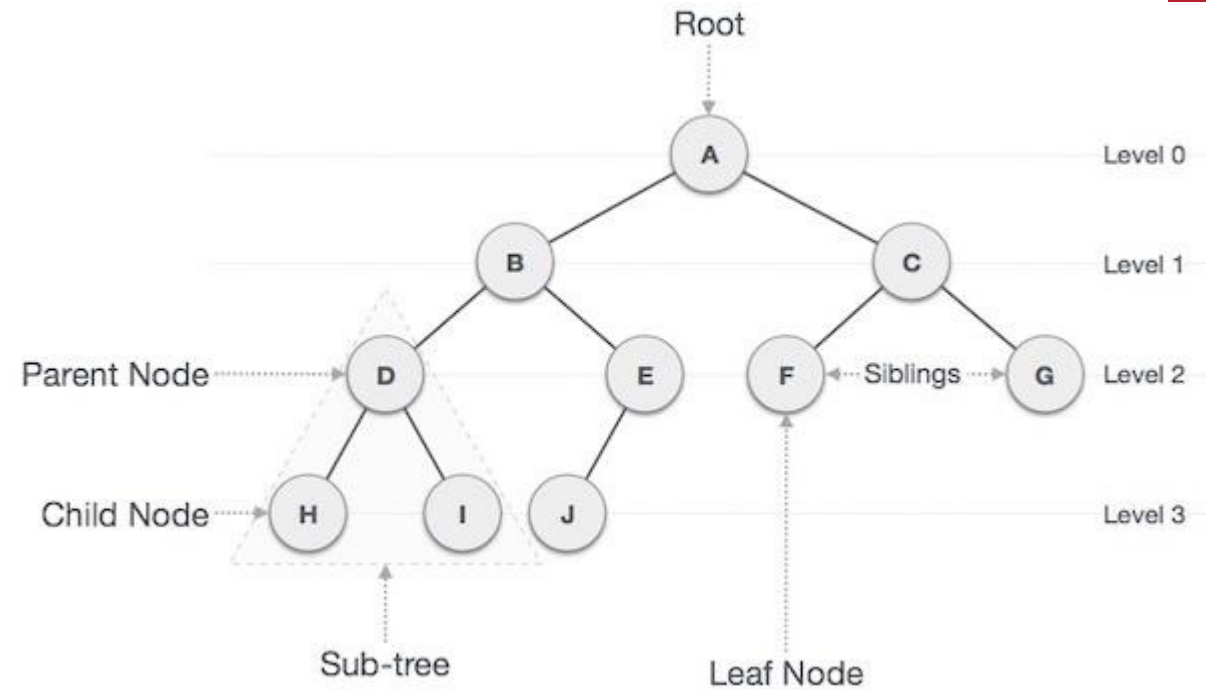 Root
A
Level 0
B
C
Level 1
Parent Node
D
E
F
Siblings
G
Level 2
Child Node
H
I
J
Level 3
Sub-tree
Leaf Node